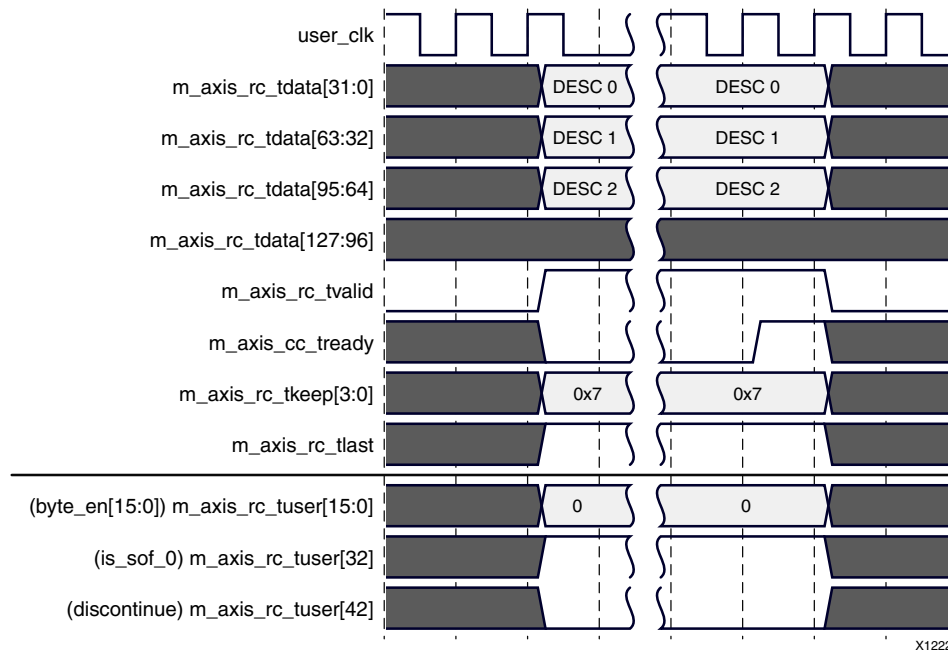 user_clk
m_axis_rc_tdata[31:0] DESC 0 DESC 0
m_axis_rc_tdata[63:32] DESC 1 DESC 1
m_axis_rc_tdata[95:64] DESC 2 DESC 2
m_axis_rc_tdata[127:96]
m_axis_rc_tvalid
m_axis_cc_tready
m_axis_rc_tkeep[3:0] 0x7 0x7
m_axis_rc_tlast
(byte_en[15:0]) m_axis_rc_tuser[15:0] 0 0
(is_sof_0) m_axis_rc_tuser[32]
(discontinue) m_axis_rc_tuser[42]
X1222